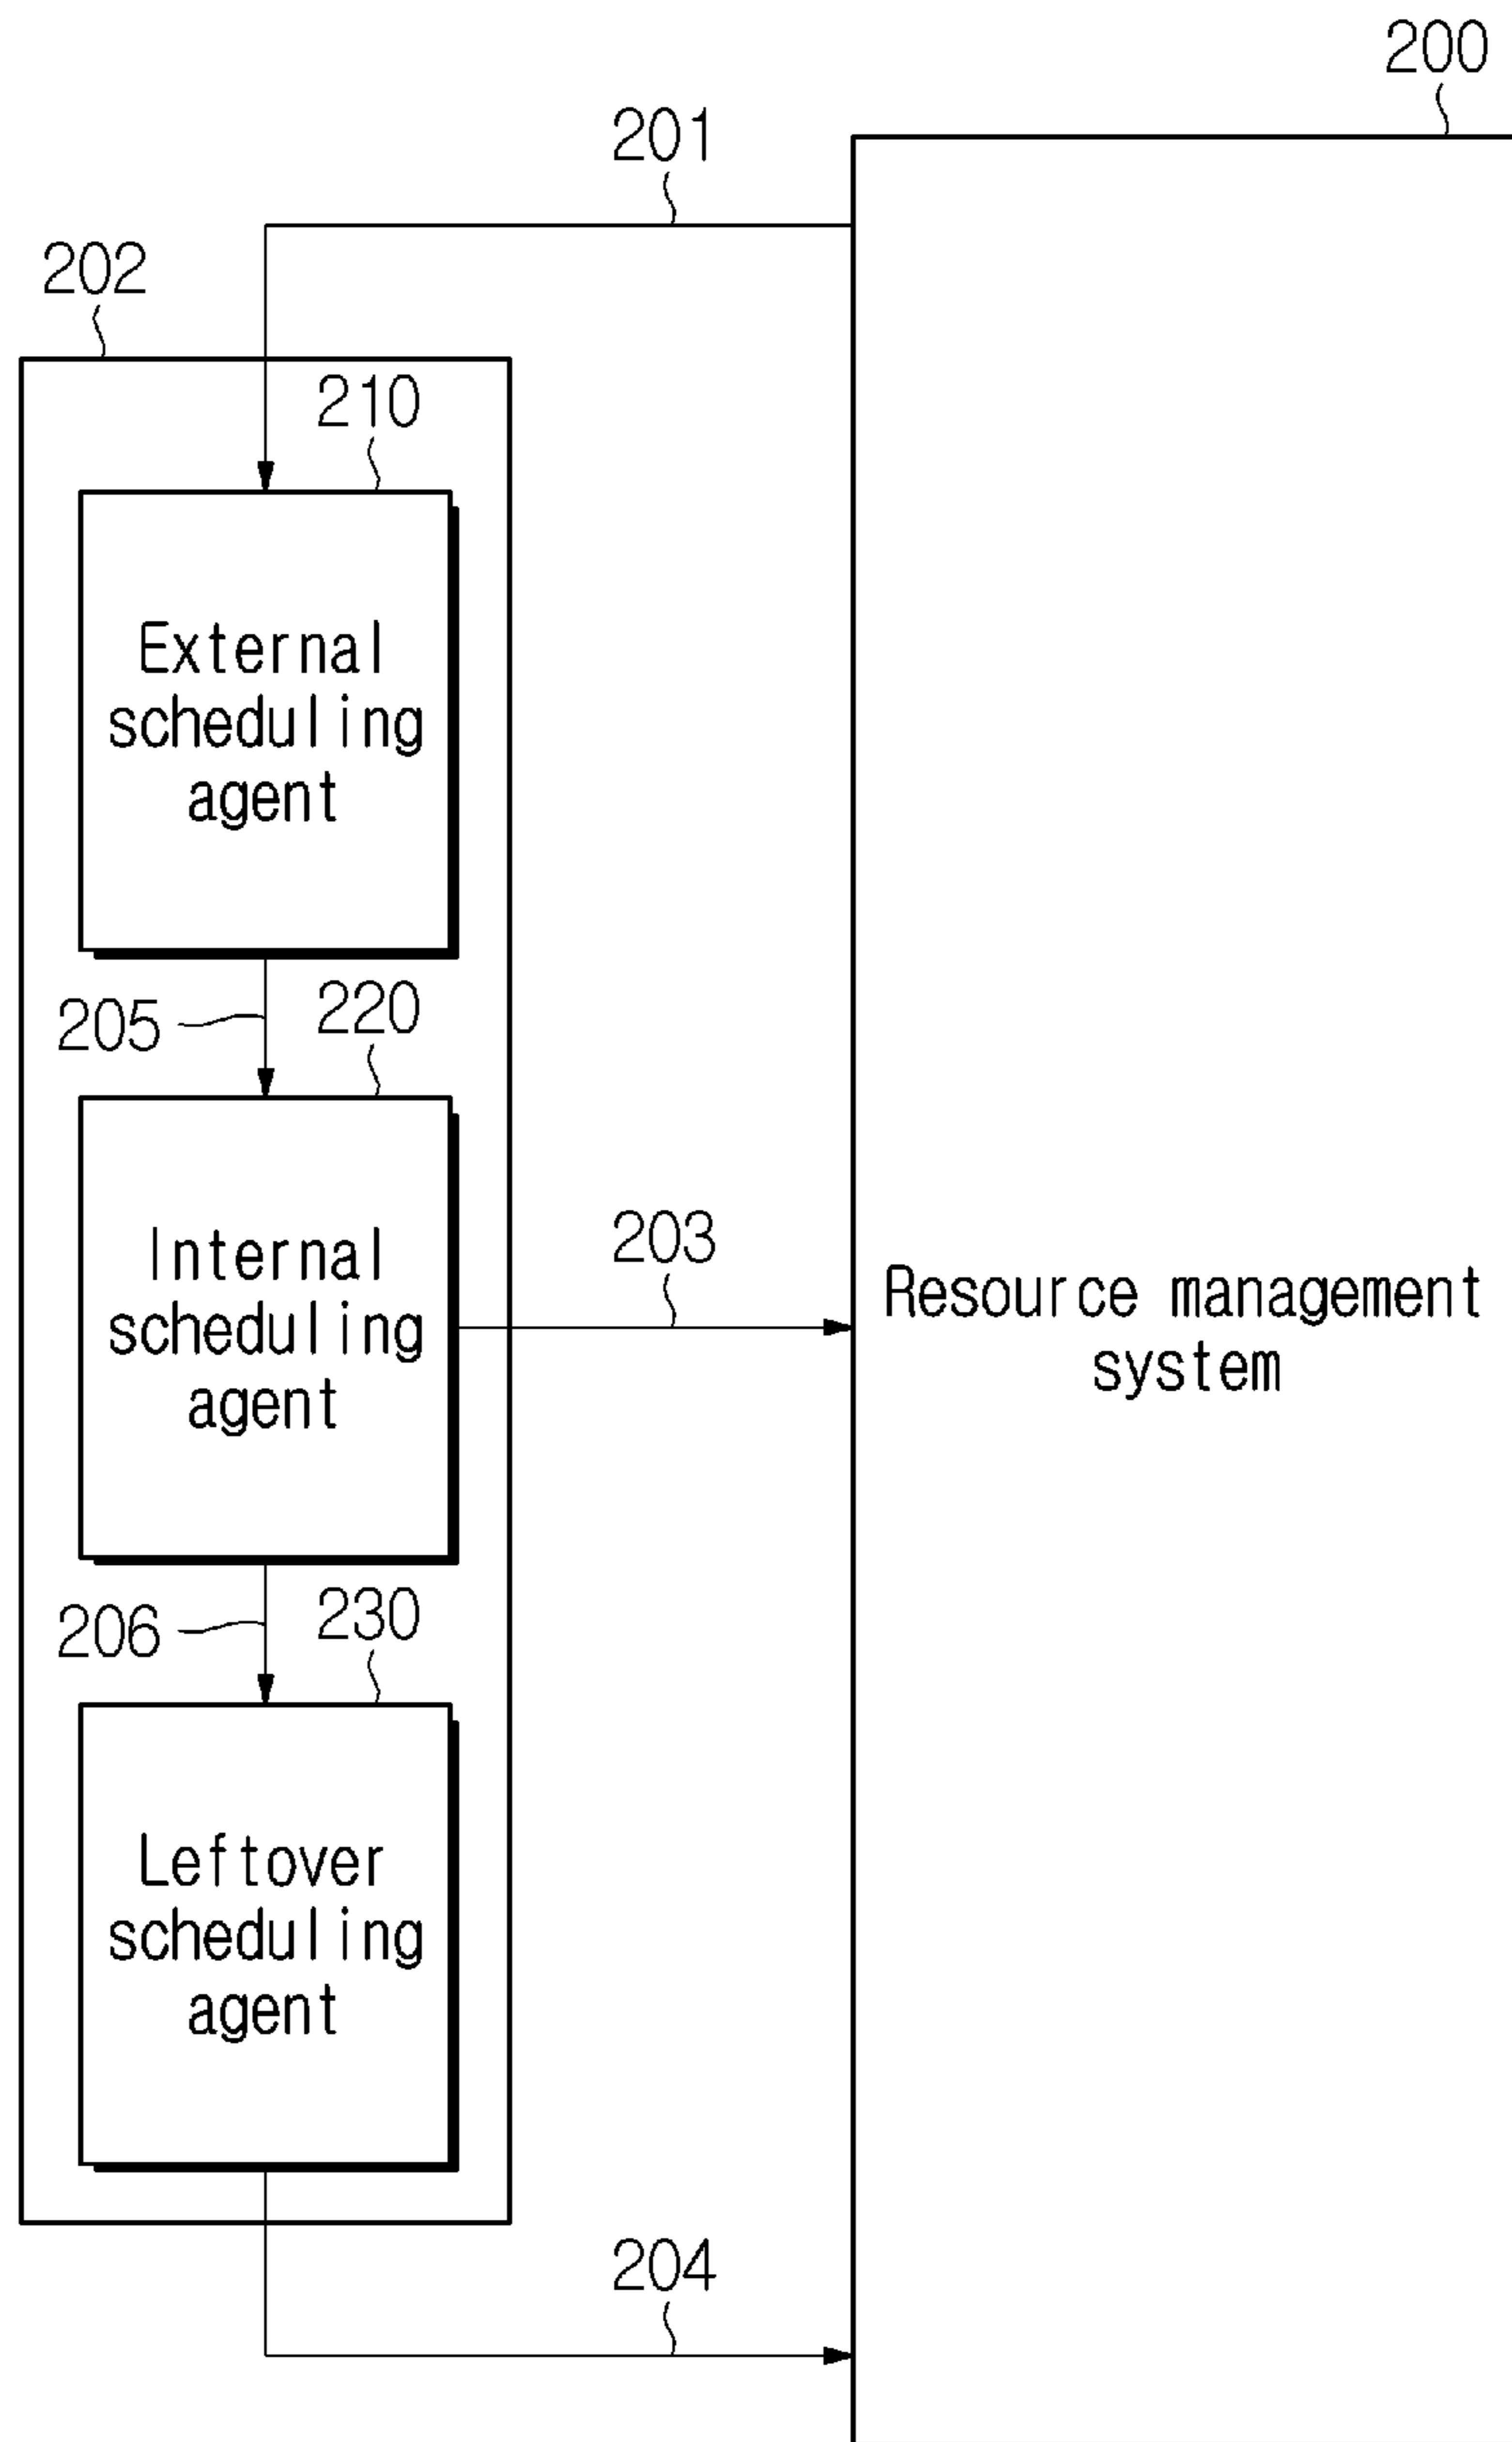 200
201
202
210
External
scheduling
agent
205
220
Internal
scheduling
agent
203
Resource management
system
206
230
Leftover
scheduling
agent
204